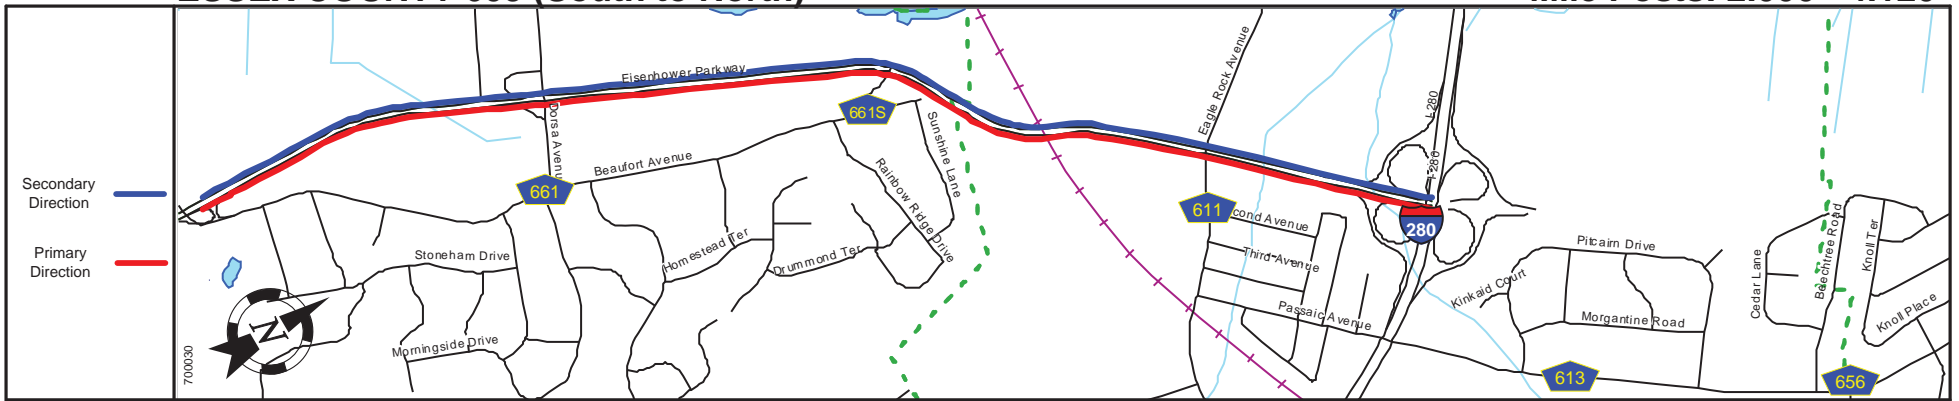 Secondary
Direction
Primary
Direction
Eisenhower Parkway
Dorsa Avenue
661
Beaufort Avenue
661S
Sunshine Lane
Rainbow Ridge Drive
Homestead Ter
Drummond Ter
Stoneham Drive
Morningside Drive
N
700030
Eagle Rock Avenue
611
cond Avenue
Third Avenue
Passaic Avenue
I-280
I-280
280
Kinkaid Court
Pitcairn Drive
Morgantine Road
613
Cedar Lane
Beechtree Road
Knoll Ter
Knoll Place
656